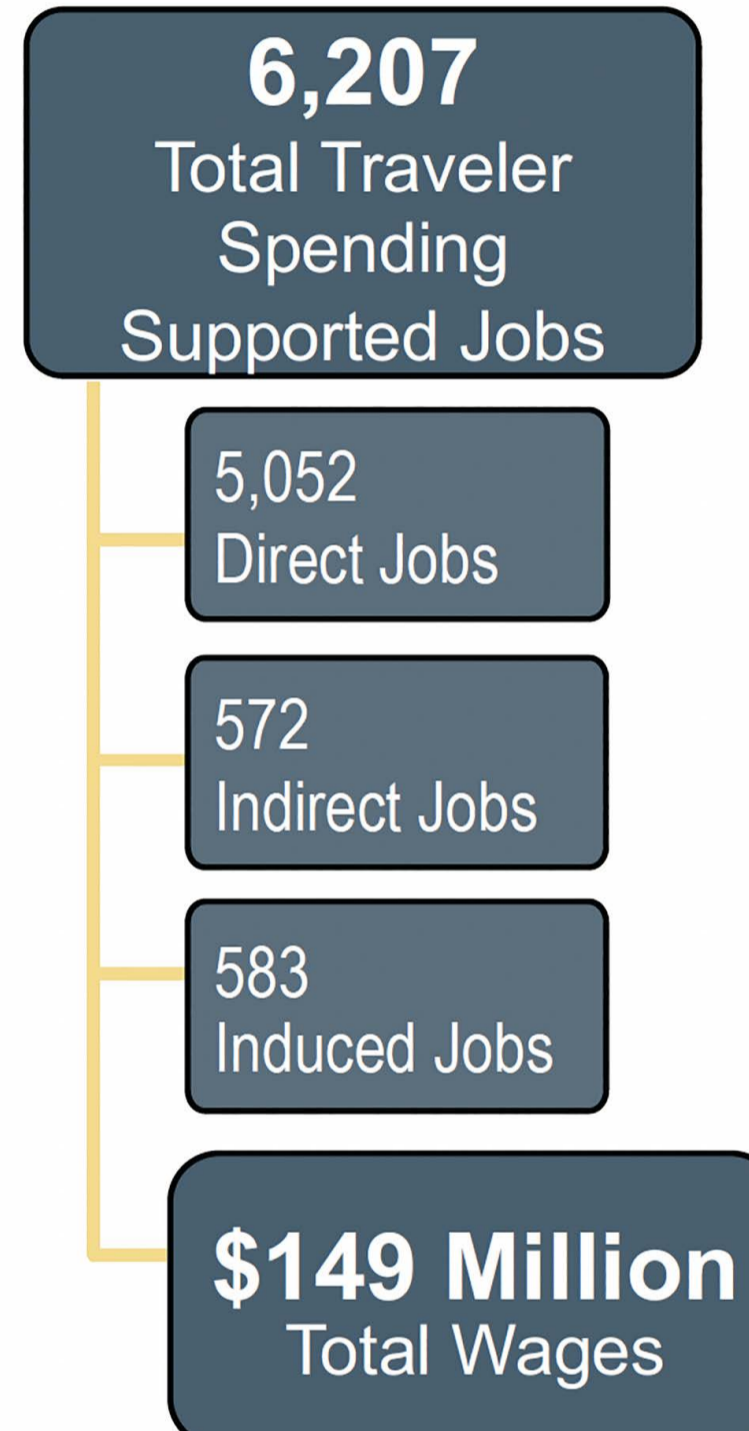 6,207
Total Traveler
Spending
Supported Jobs
5,052
Direct Jobs
572
Indirect Jobs
583
Induced Jobs
$149 Million
Total Wages